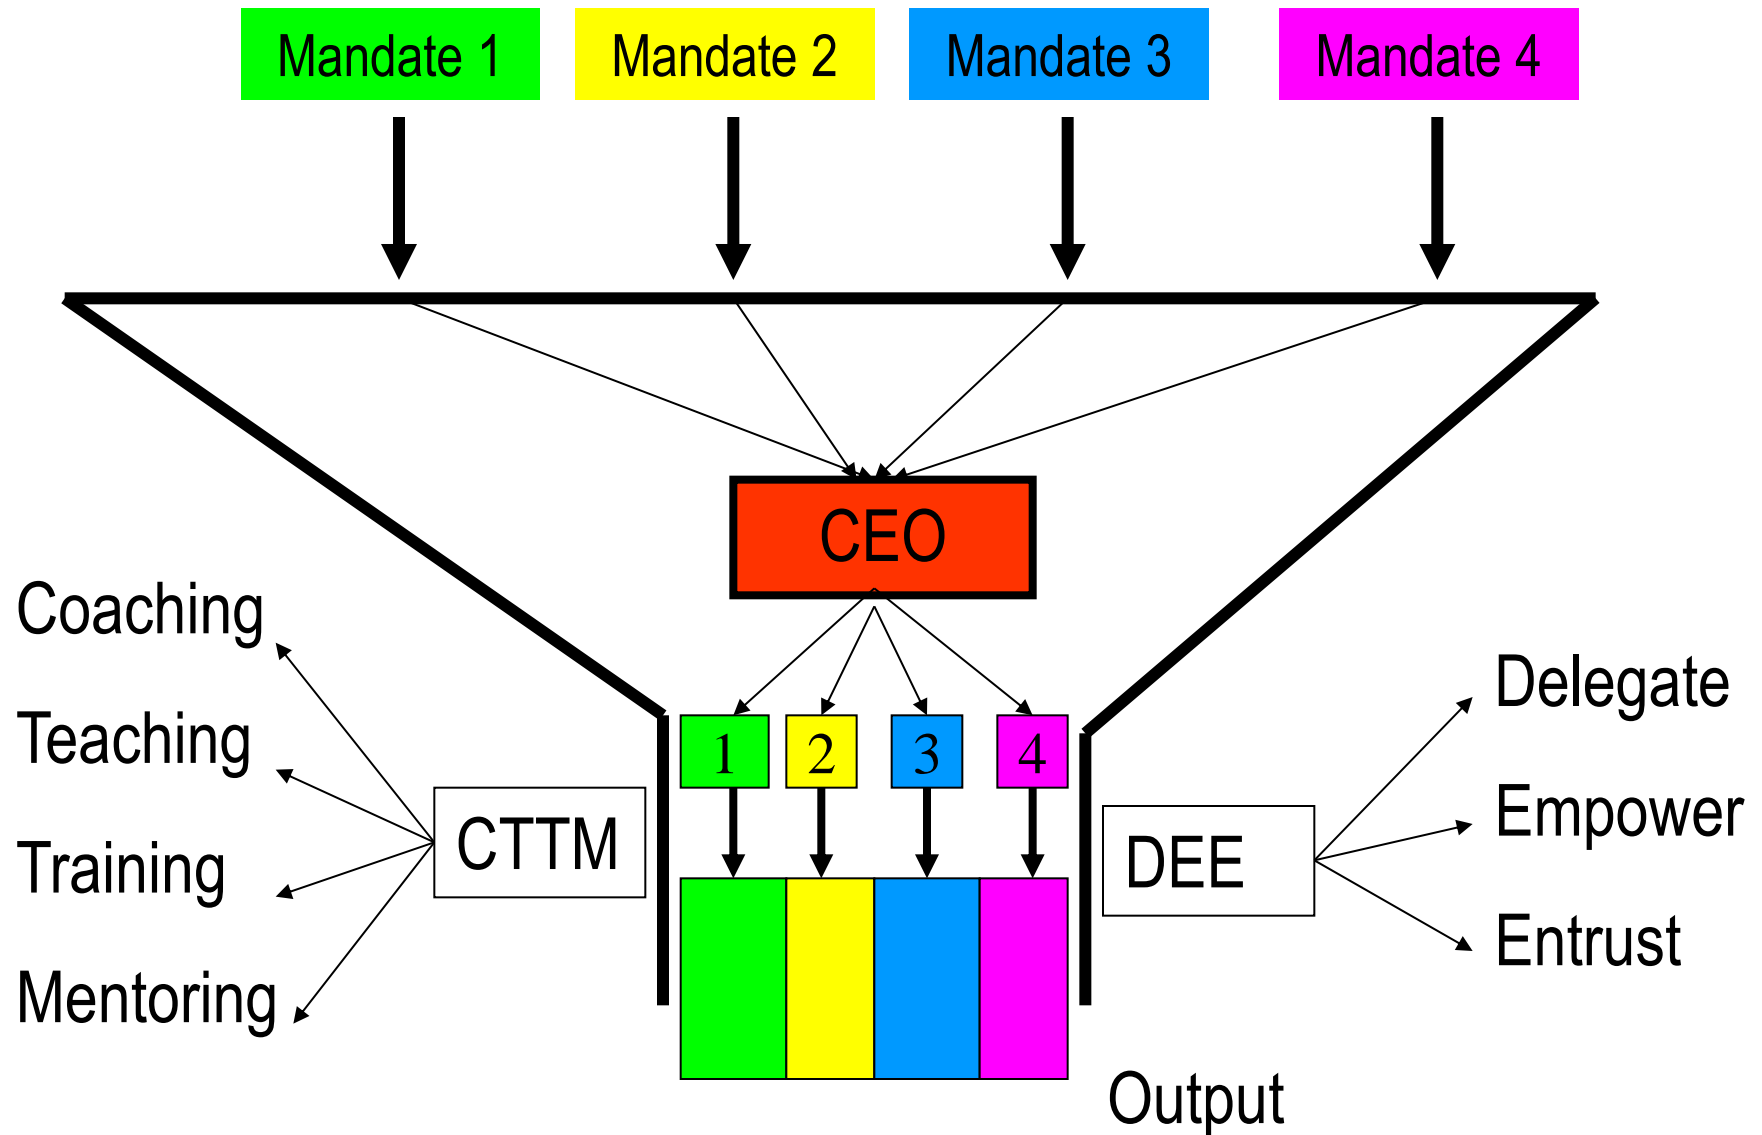 Mandate 1
Mandate 2
Mandate 3
Mandate 4
CEO
Coaching
Teaching
Training
Mentoring
CTTM
1
2
3
4
DEE
Delegate
Empower
Entrust
Output